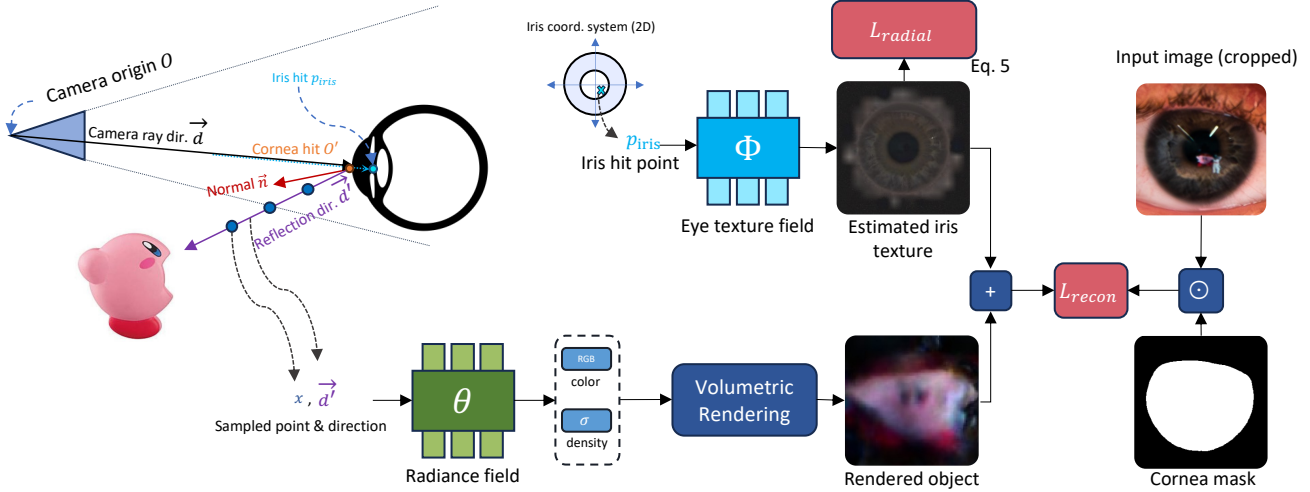 Camera origin O
Camera ray dir. d
Cornea hit O'
Iris hit p_iris
Normal n
Reflection dir. d'
x , d'
Sampled point & direction
θ
Radiance field
RGB
color
σ
density
Volumetric
Rendering
Rendered object
Iris coord. system (2D)
p_iris
Iris hit point
Φ
Eye texture field
L_radial
Eq. 5
Estimated iris
texture
+
L_recon
⊙
Input image (cropped)
Cornea mask